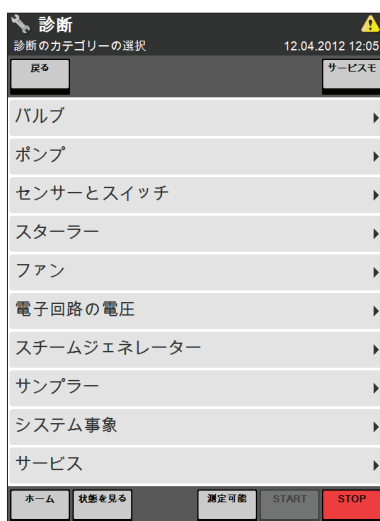 診断
診断のカテゴリーの選択 12.04.2012 12:05
戻る サービスモ
バルブ
ポンプ
センサーとスイッチ
スターラー
ファン
電子回路の電圧
スチームジェネレーター
サンプラー
システム事象
サービス
ホーム 状態を見る 測定可能 START STOP